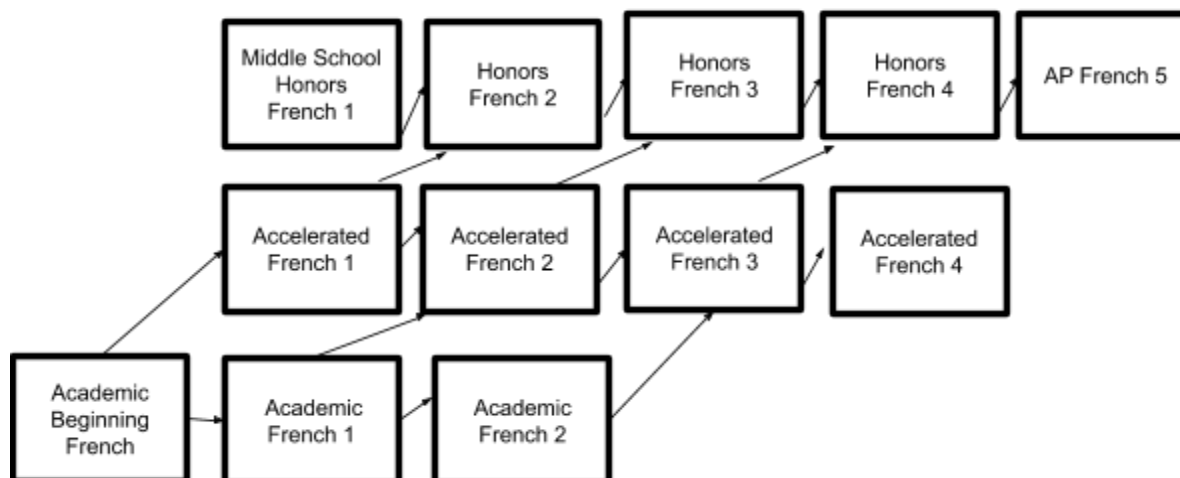 Middle School
Honors
French 1
Honors
French 2
Honors
French 3
Honors
French 4
AP French 5
Accelerated
French 1
Accelerated
French 2
Accelerated
French 3
Accelerated
French 4
Academic
Beginning
French
Academic
French 1
Academic
French 2